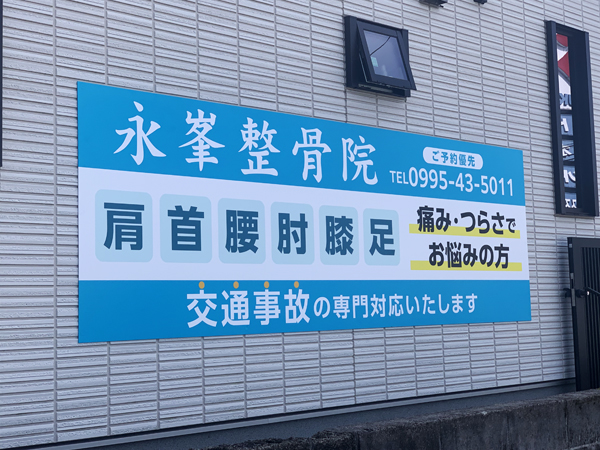 永峯整骨院
ご予約優先
TEL0995-43-5011
肩 首 腰 肘 膝 足
痛み・つらさで
お悩みの方
交通事故の専門対応いたします